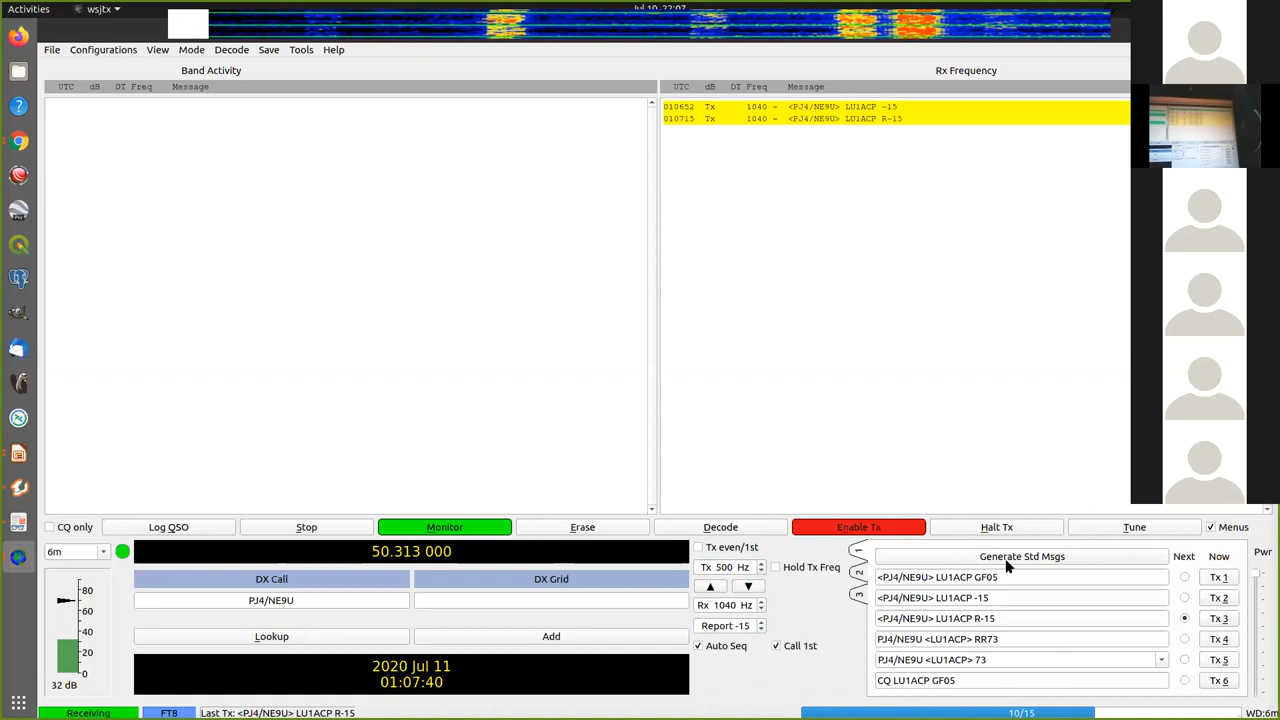 Activities wsjtx Jul 10, 22:07
File Configurations View Mode Decode Save Tools Help
Band Activity Rx Frequency
UTC dB DT Freq Message UTC dB DT Freq Message
010652 Tx 1040 ~ <PJ4/NE9U> LU1ACP -15
010715 Tx 1040 ~ <PJ4/NE9U> LU1ACP R-15
CQ only Log QSO Stop Monitor Erase Decode Enable Tx Halt Tx Tune Menus
6m 50.313 000 Tx even/1st 1 Generate Std Msgs Next Now Pwr
80 DX Call DX Grid Tx 500 Hz Hold Tx Freq 2 <PJ4/NE9U> LU1ACP GF05 Tx 1
60 PJ4/NE9U Rx 1040 Hz 3 <PJ4/NE9U> LU1ACP -15 Tx 2
40 Report -15 <PJ4/NE9U> LU1ACP R-15 Tx 3
20 Lookup Add Auto Seq Call 1st PJ4/NE9U <LU1ACP> RR73 Tx 4
0 2020 Jul 11 PJ4/NE9U <LU1ACP> 73 Tx 5
32 dB 01:07:40 CQ LU1ACP GF05 Tx 6
Receiving FT8 Last Tx: <PJ4/NE9U> LU1ACP R-15 10/15 WD:6m